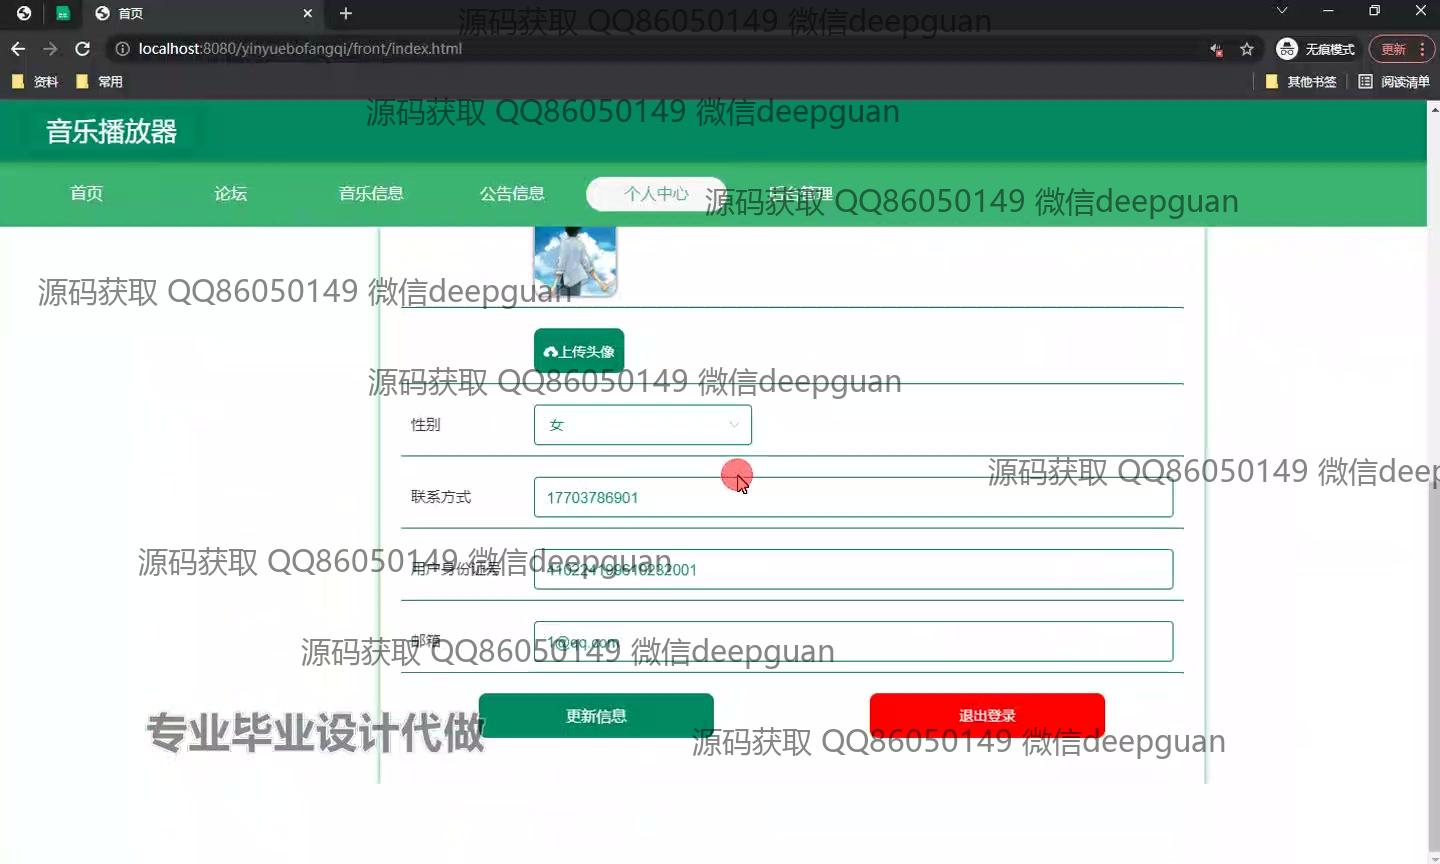 首页
源码获取 QQ86050149 微信deepguan
localhost:8080/yinyuebofangqi/front/index.html
无痕模式
更新
资料
常用
其他书签
阅读清单
源码获取 QQ86050149 微信deepguan
音乐播放器
首页
论坛
音乐信息
公告信息
个人中心
后台管理
源码获取 QQ86050149 微信deepguan
源码获取 QQ86050149 微信deepguan
上传头像
源码获取 QQ86050149 微信deepguan
性别
女
源码获取 QQ86050149 微信deep
联系方式
17703786901
源码获取 QQ86050149 微信deepguan
用户身份证号
410224199610232001
邮箱
1@qq.com
源码获取 QQ86050149 微信deepguan
更新信息
退出登录
专业毕业设计代做
源码获取 QQ86050149 微信deepguan